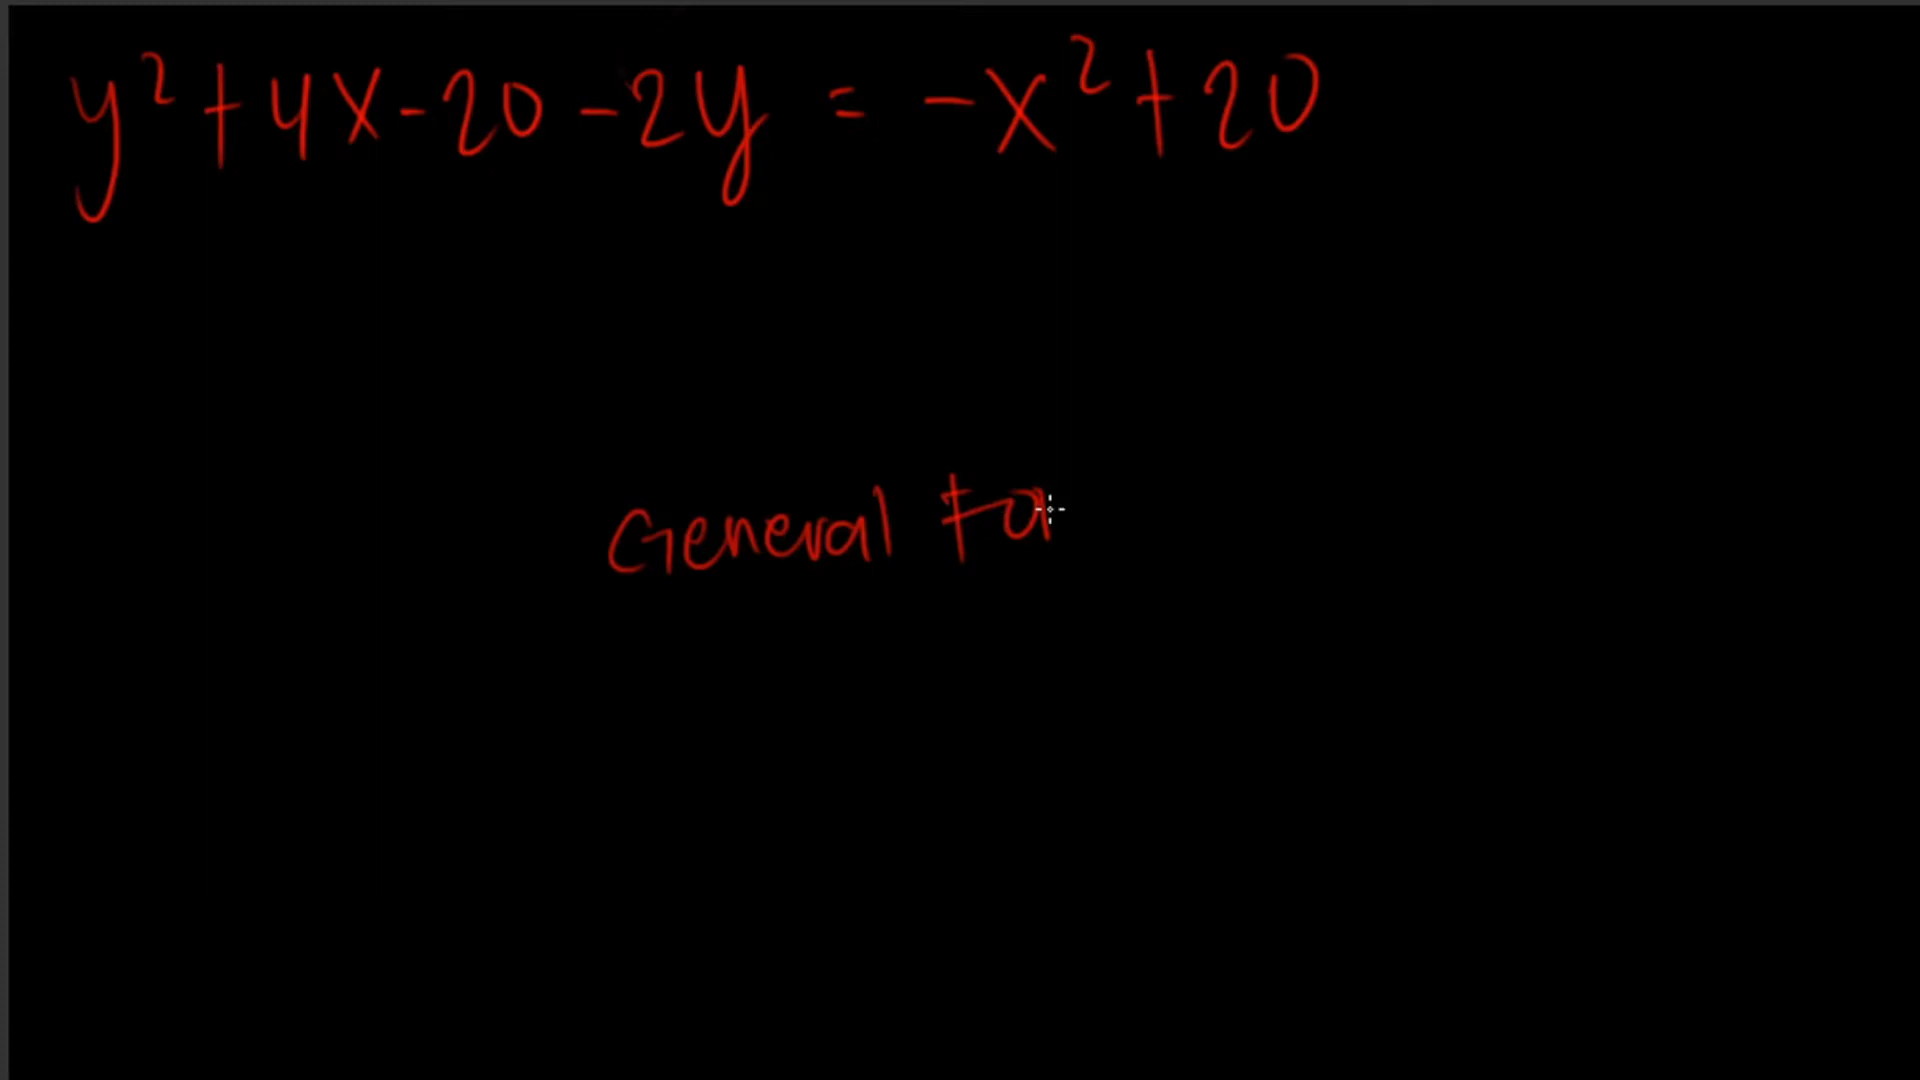 y² + 4x - 20 - 2y = -x² + 20
General Fo